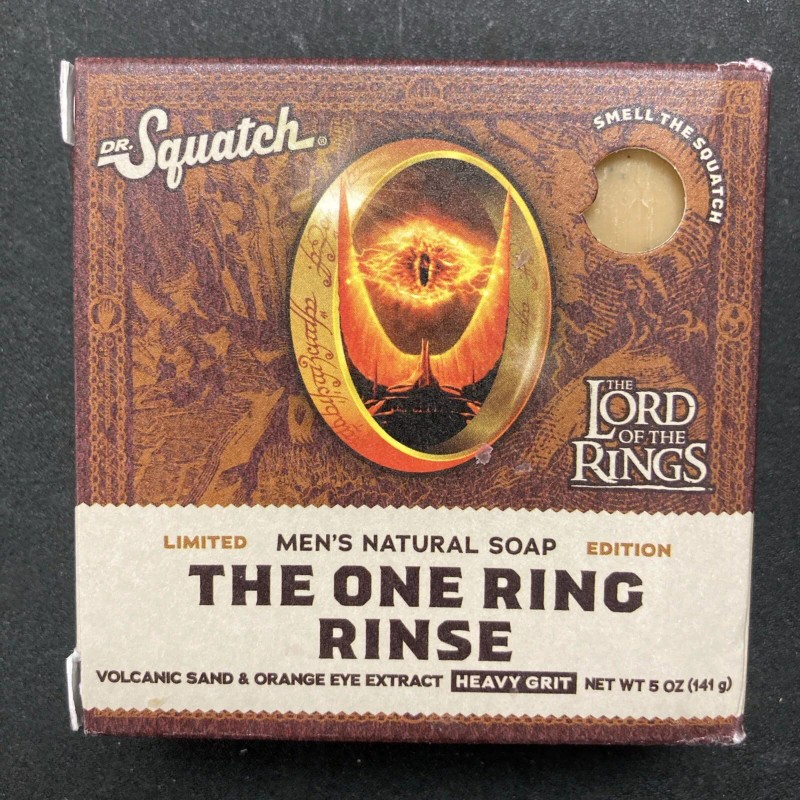 DR. Squatch®
SMELL THE SQUATCH
THE
LORD
OF THE
RINGS
LIMITED MEN'S NATURAL SOAP EDITION
THE ONE RING
RINSE
VOLCANIC SAND & ORANGE EYE EXTRACT HEAVY GRIT NET WT 5 OZ (141 g)